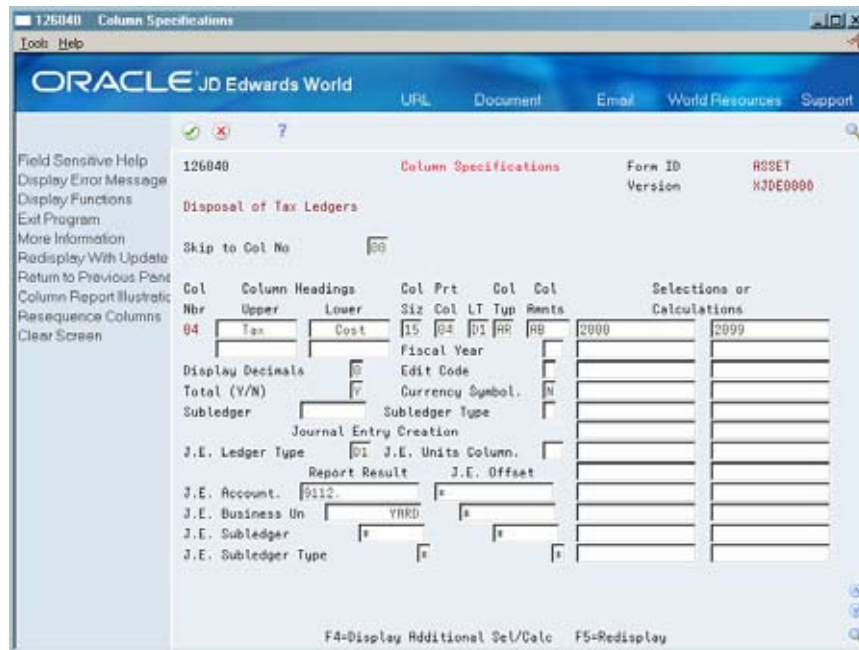 126040 Column Specifications
Tools Help
ORACLE JD Edwards World
URL Document Email World Resources Support
?
Field Sensitive Help
Display Error Message
Display Functions
Exit Program
More Information
Redisplay With Update
Return to Previous Pane
Column Report Illustratic
Resequence Columns
Clear Screen
126040 Column Specifications Form ID ASSET
Version XJDE0000
Disposal of Tax Ledgers
Skip to Col No 00
Col Column Headings Col Prt Col Col Selections or
Nbr Upper Lower Siz Col LT Typ Amnts Calculations
04 Tax Cost 15 04 D1 AR AB 2000 2099
Fiscal Year
Display Decimals 0 Edit Code
Total (Y/N) Y Currency Symbol. N
Subledger Subledger Type
Journal Entry Creation
J.E. Ledger Type D1 J.E. Units Column.
Report Result J.E. Offset
J.E. Account. 9112. *
J.E. Business Un YARD *
J.E. Subledger * *
J.E. Subledger Type * *
F4=Display Additional Sel/Calc F5=Redisplay